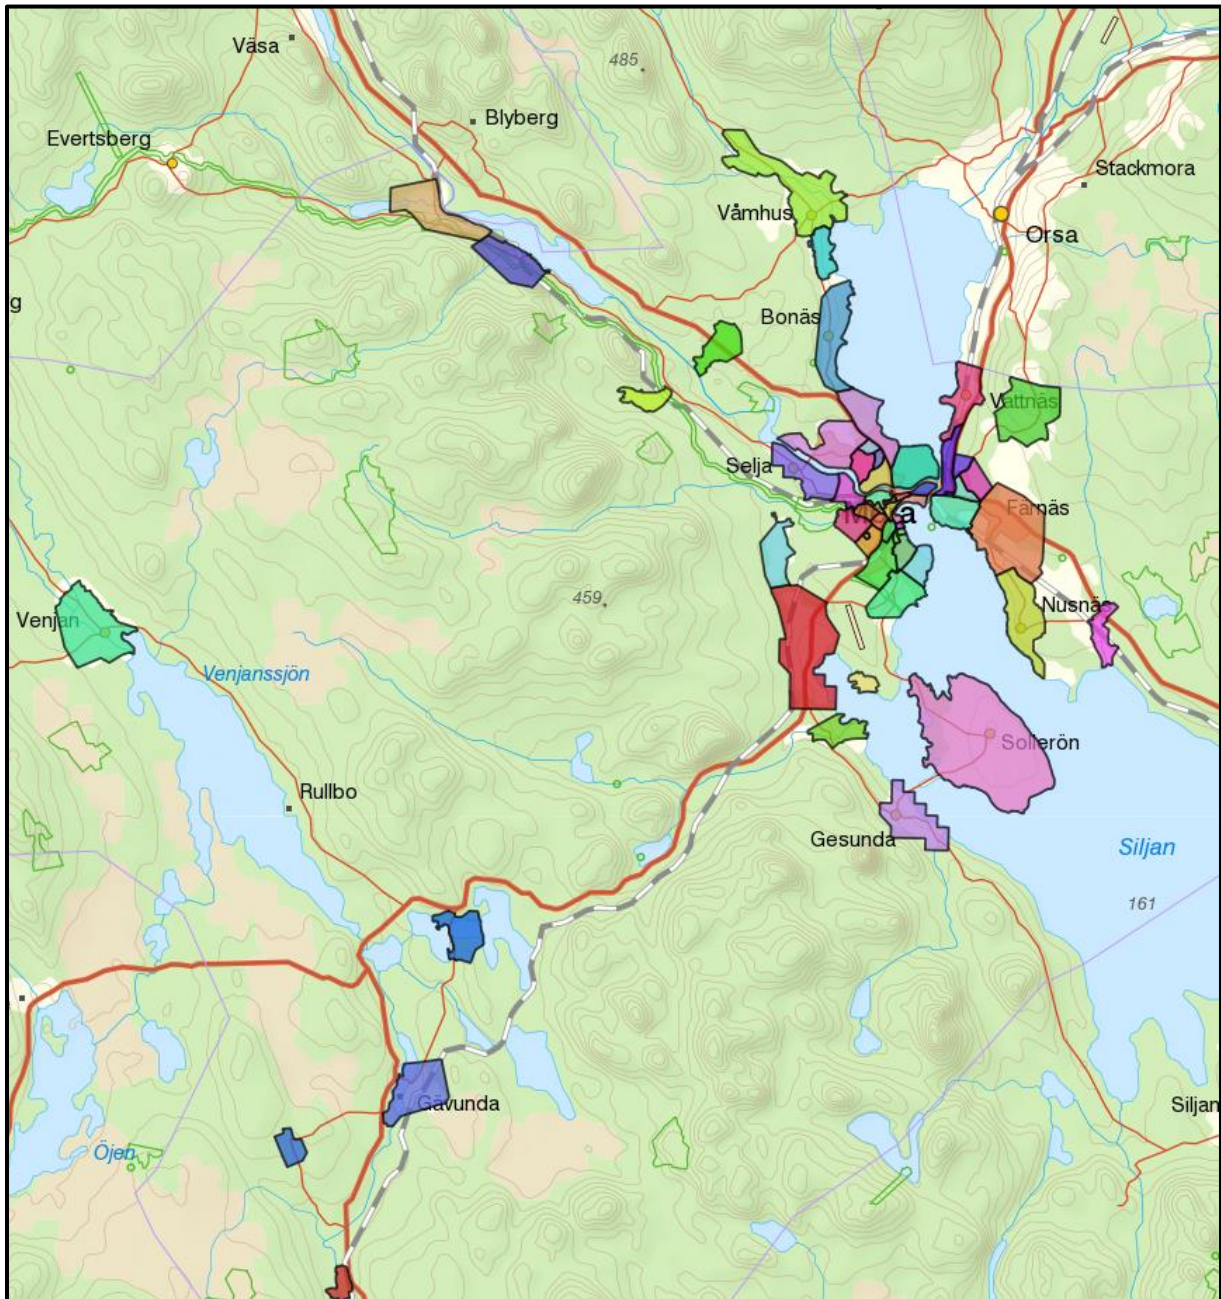 485
Väsa
Blyberg
Evertsberg
Stackmora
Våmhus
Orsa
g
Bonäs
Vattnäs
Selja
Färnäs
Mora
459
Nusnäs
Venjan
Venjanssjön
Sollerön
Rullbo
Gesunda
Siljan
161
Gävunda
Siljan
Öjen